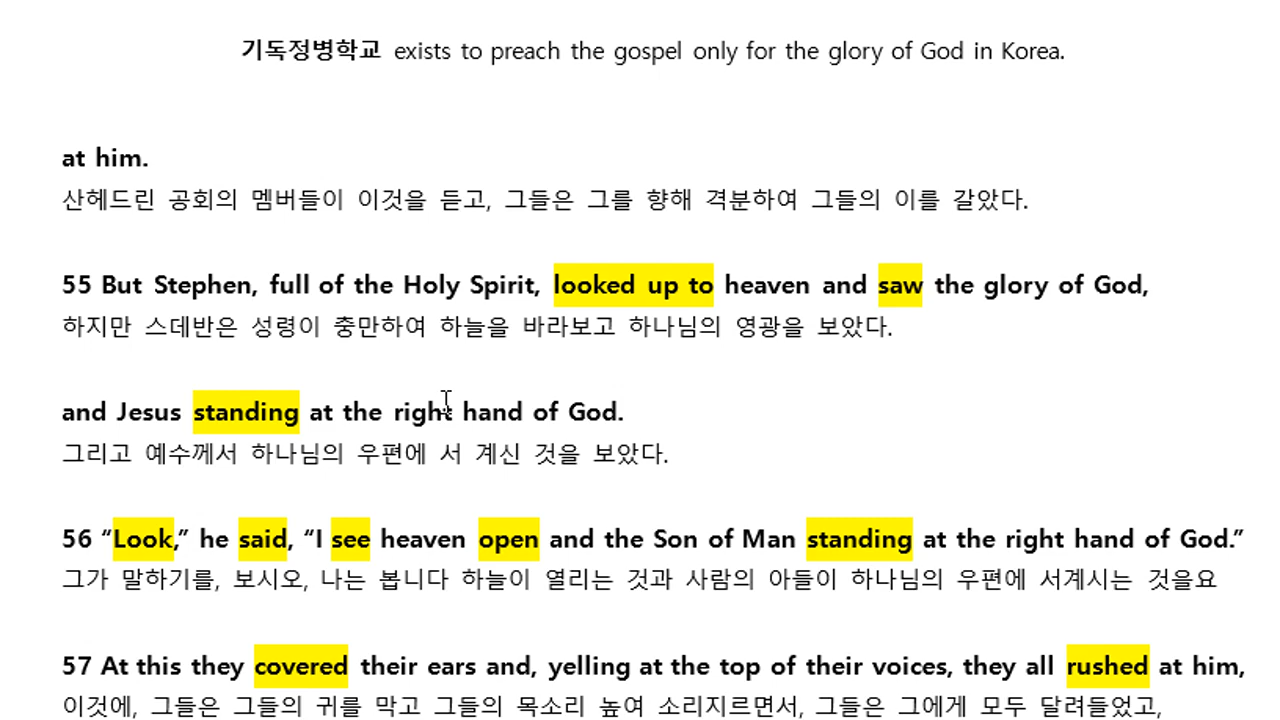 기독정병학교 exists to preach the gospel only for the glory of God in Korea.
at him.
산헤드린 공회의 멤버들이 이것을 듣고, 그들은 그를 향해 격분하여 그들의 이를 갈았다.
55 But Stephen, full of the Holy Spirit, looked up to heaven and saw the glory of God,
하지만 스데반은 성령이 충만하여 하늘을 바라보고 하나님의 영광을 보았다.
and Jesus standing at the right hand of God.
그리고 예수께서 하나님의 우편에 서 계신 것을 보았다.
56 “Look,” he said, “I see heaven open and the Son of Man standing at the right hand of God.”
그가 말하기를, 보시오, 나는 봅니다 하늘이 열리는 것과 사람의 아들이 하나님의 우편에 서계시는 것을요
57 At this they covered their ears and, yelling at the top of their voices, they all rushed at him,
이것에, 그들은 그들의 귀를 막고 그들의 목소리 높여 소리지르면서, 그들은 그에게 모두 달려들었고,